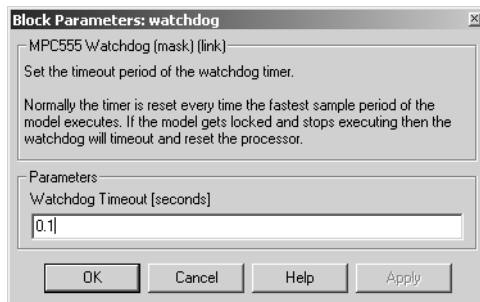 Block Parameters: watchdog
MPC555 Watchdog (mask) (link)
Set the timeout period of the watchdog timer.
Normally the timer is reset every time the fastest sample period of the
model executes. If the model gets locked and stops executing then the
watchdog will timeout and reset the processor.
Parameters
Watchdog Timeout [seconds]
0.1
OK Cancel Help Apply